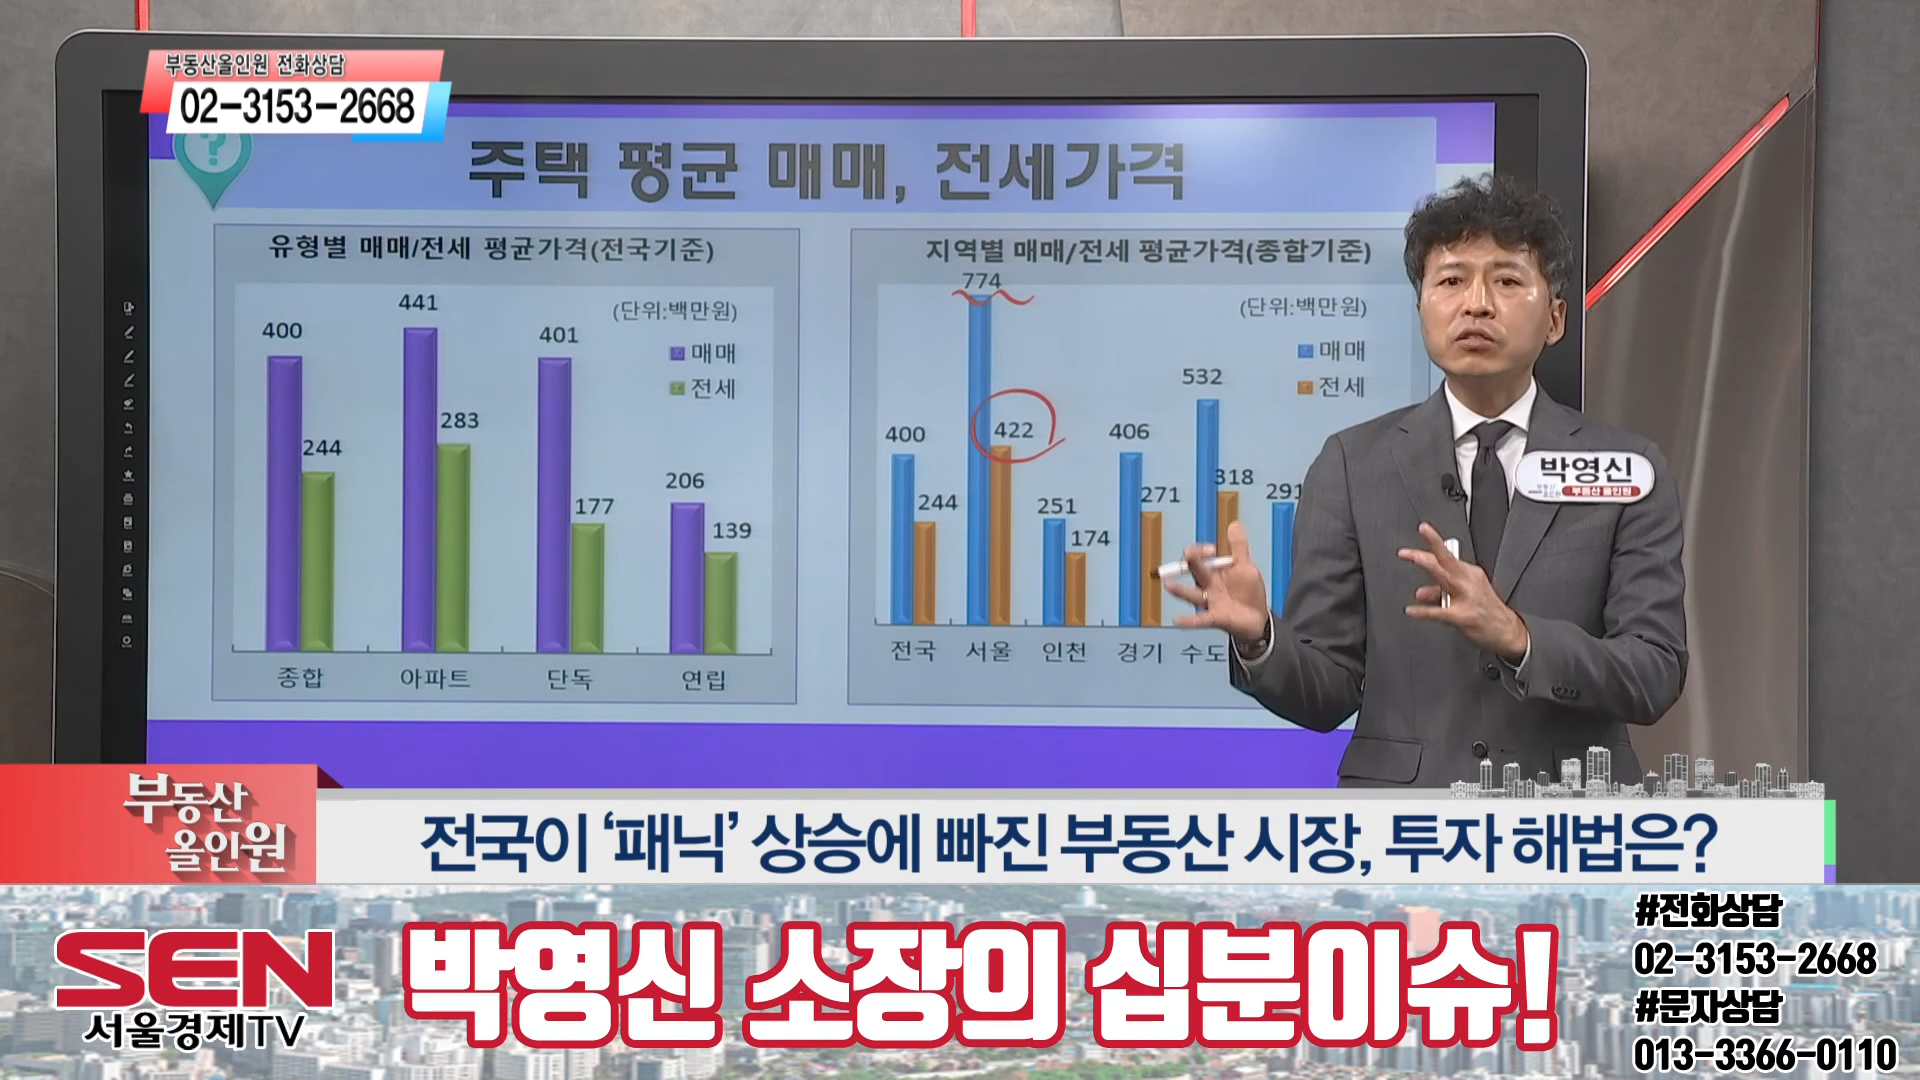 부동산올인원 전화상담
02-3153-2668
?
주택 평균 매매, 전세가격
유형별 매매/전세 평균가격(전국기준)
(단위:백만원)
매매
전세
400
244
441
283
401
177
206
139
종합
아파트
단독
연립
지역별 매매/전세 평균가격(종합기준)
(단위:백만원)
매매
전세
400
244
774
422
251
174
406
271
532
318
291
전국
서울
인천
경기
수도
박영신
부동산 올인원
부동산
올인원
전국이 ‘패닉’ 상승에 빠진 부동산 시장, 투자 해법은?
SEN
서울경제TV
박영신 소장의 십분이슈!
#전화상담
02-3153-2668
#문자상담
013-3366-0110